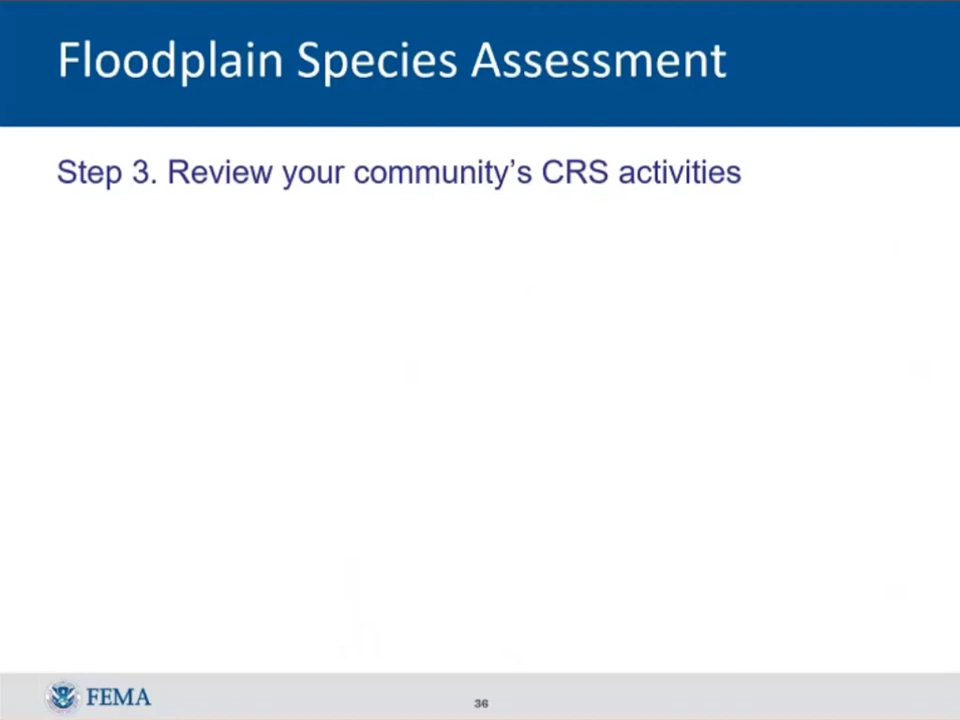 Floodplain Species Assessment
Step 3. Review your community’s CRS activities
FEMA
36